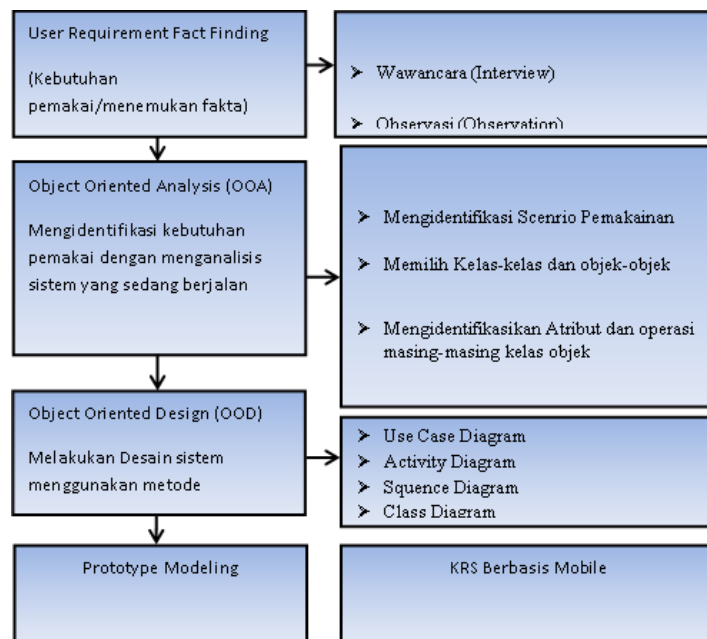 User Requirement Fact Finding
(Kebutuhan
pemakai/menemukan fakta)
➢ Wawancara (Interview)
➢ Observasi (Observation)
Object Oriented Analysis (OOA)
Mengidentifikasi kebutuhan
pemakai dengan menganalisis
sistem yang sedang berjalan
➢ Mengidentifikasi Scenrio Pemakainan
➢ Memilih Kelas-kelas dan objek-objek
➢ Mengidentifikasikan Atribut dan operasi
masing-masing kelas objek
Object Oriented Design (OOD)
Melakukan Desain sistem
menggunakan metode
➢ Use Case Diagram
➢ Activity Diagram
➢ Squence Diagram
➢ Class Diagram
Prototype Modeling
KRS Berbasis Mobile